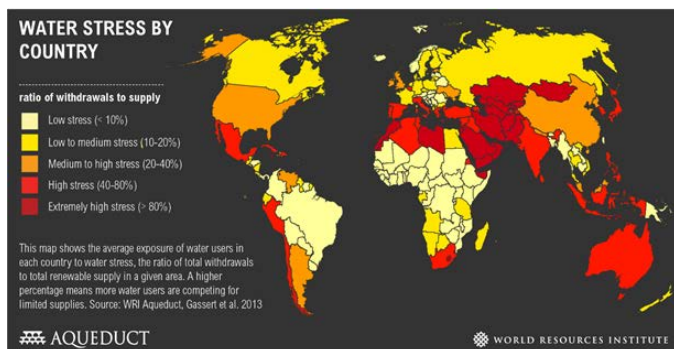 WATER STRESS BY
COUNTRY
ratio of withdrawals to supply
Low stress (< 10%)
Low to medium stress (10-20%)
Medium to high stress (20-40%)
High stress (40-80%)
Extremely high stress (> 80%)
This map shows the average exposure of water users in
each country to water stress, the ratio of total withdrawals
to total renewable supply in a given area. A higher
percentage means more water users are competing for
limited supplies. Source: WRI Aqueduct, Gassert et al. 2013
AQUEDUCT
WORLD RESOURCES INSTITUTE